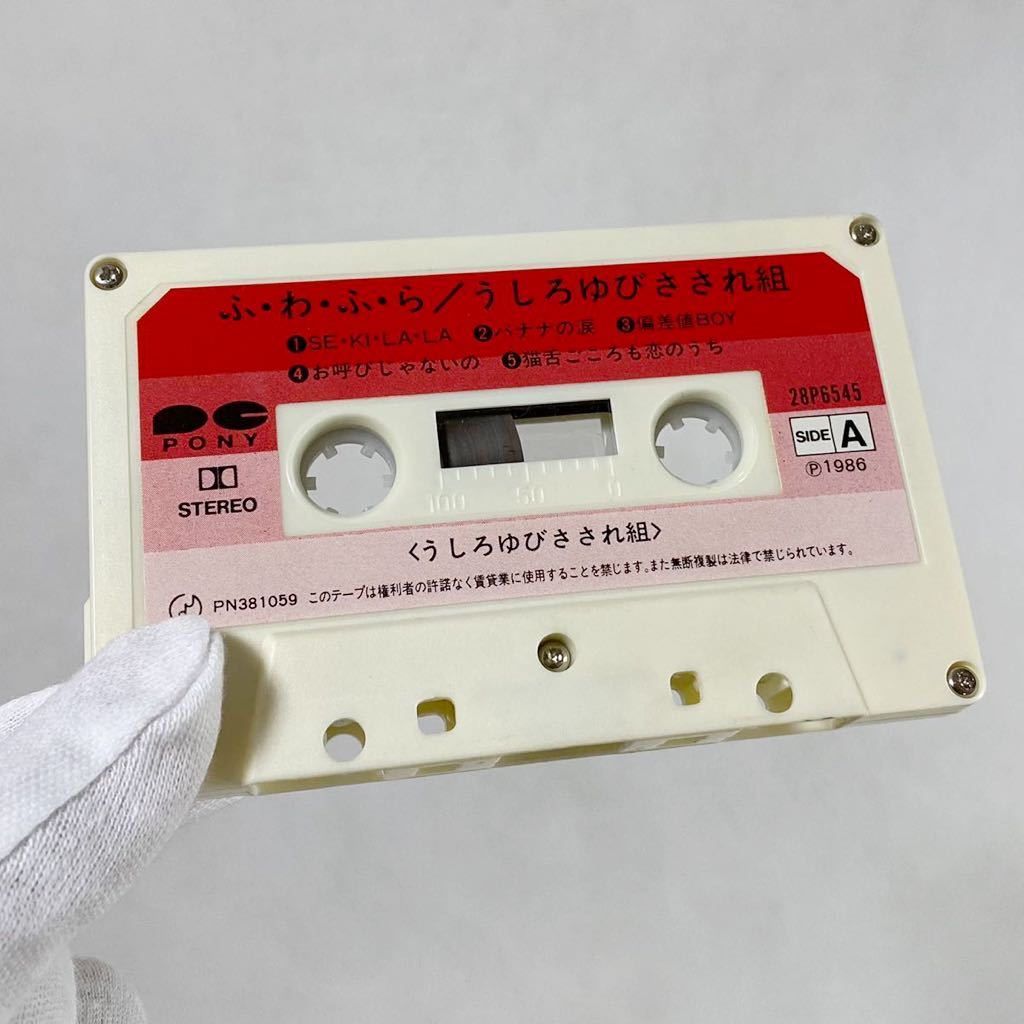 ふ・わ・ふ・ら／うしろゆびさされ組
❶SE・KI・LA・LA ❷バナナの涙 ❸偏差値BOY
❹お呼びじゃないの ❺猫舌ごころも恋のうち
28P6545
PONY
SIDE A
STEREO
Ⓟ1986
100 50 0
〈うしろゆびさされ組〉
PN381059 このテープは権利者の許諾なく賃貸業に使用することを禁じます。また無断複製は法律で禁じられています。